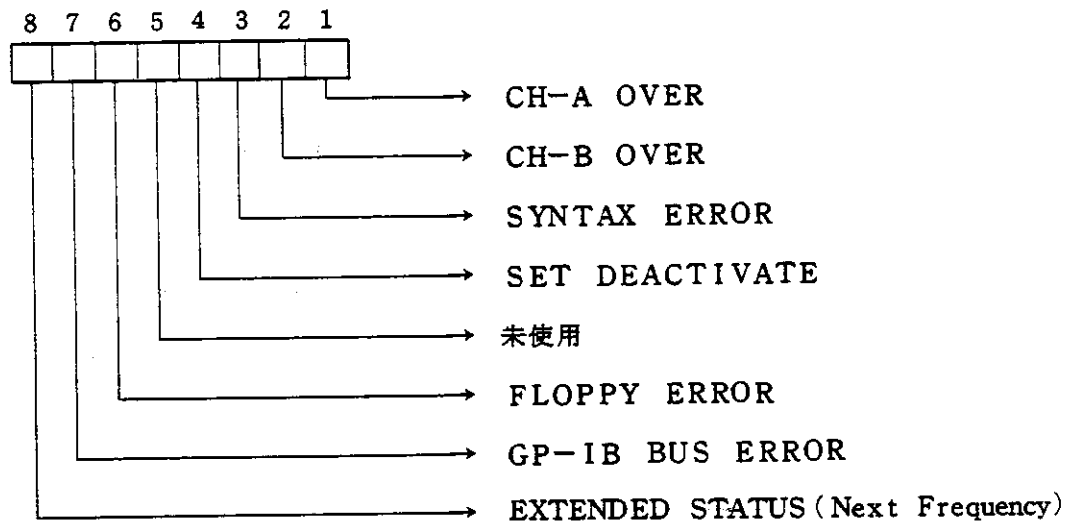 8 7 6 5 4 3 2 1
CH-A OVER
CH-B OVER
SYNTAX ERROR
SET DEACTIVATE
未使用
FLOPPY ERROR
GP-IB BUS ERROR
EXTENDED STATUS (Next Frequency)